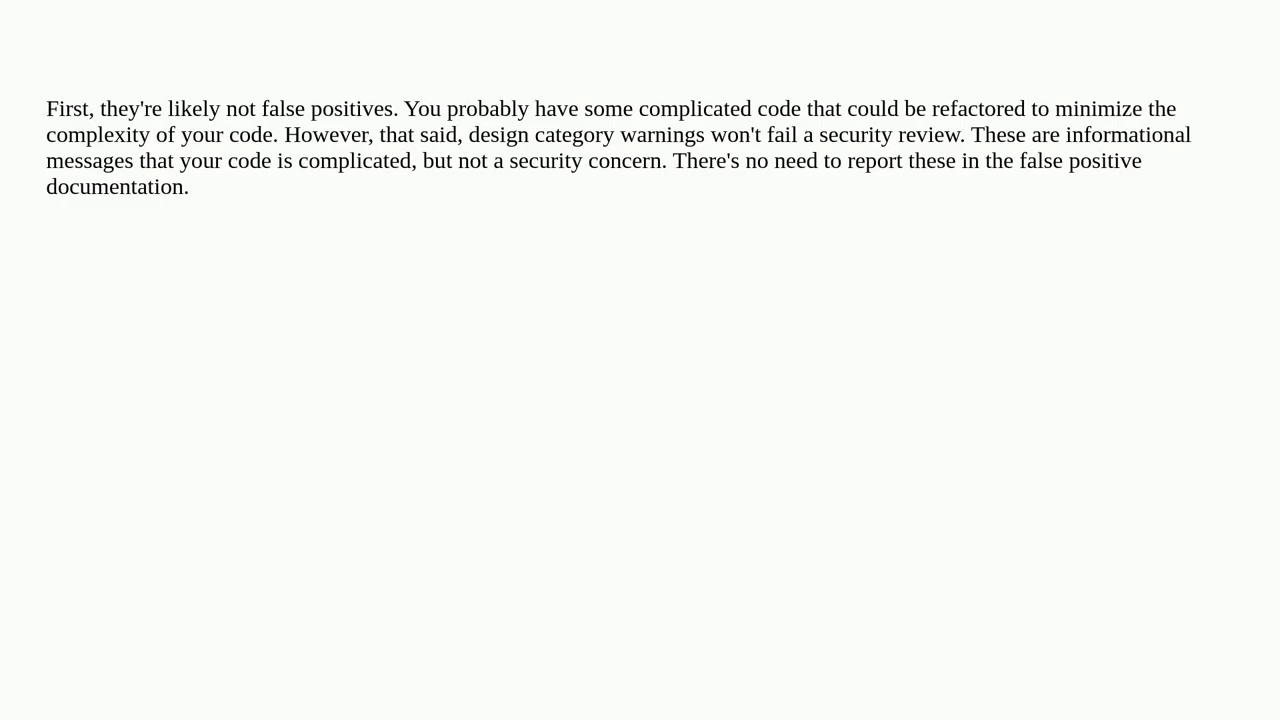 First, they're likely not false positives. You probably have some complicated code that could be refactored to minimize the
complexity of your code. However, that said, design category warnings won't fail a security review. These are informational
messages that your code is complicated, but not a security concern. There's no need to report these in the false positive
documentation.